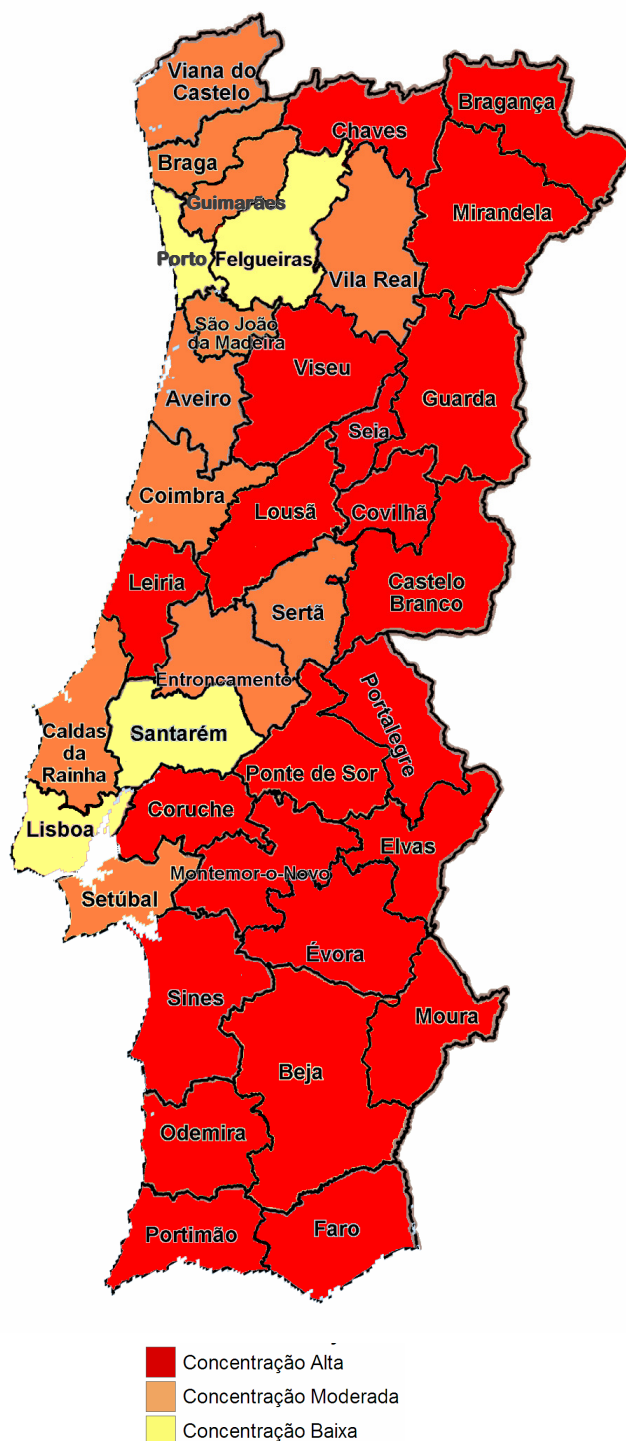 Viana do
Castelo
Bragança
Chaves
Braga
Guimarães
Mirandela
Porto
Felgueiras
Vila Real
São João
da Madeira
Viseu
Aveiro
Guarda
Seia
Coimbra
Lousã
Covilhã
Leiria
Castelo
Branco
Sertã
Entroncamento
Portalegre
Caldas
da
Rainha
Santarém
Ponte de Sor
Lisboa
Coruche
Elvas
Montemor-o-Novo
Setúbal
Évora
Sines
Moura
Beja
Odemira
Portimão
Faro
Concentração Alta
Concentração Moderada
Concentração Baixa